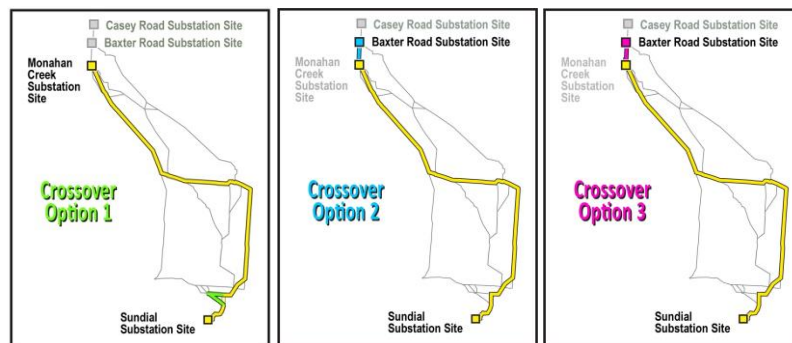 Casey Road Substation Site
Baxter Road Substation Site
Monahan
Creek
Substation
Site
Crossover
Option 1
Sundial
Substation Site
Casey Road Substation Site
Baxter Road Substation Site
Monahan
Creek
Substation
Site
Crossover
Option 2
Sundial
Substation Site
Casey Road Substation Site
Baxter Road Substation Site
Monahan
Creek
Substation
Site
Crossover
Option 3
Sundial
Substation Site